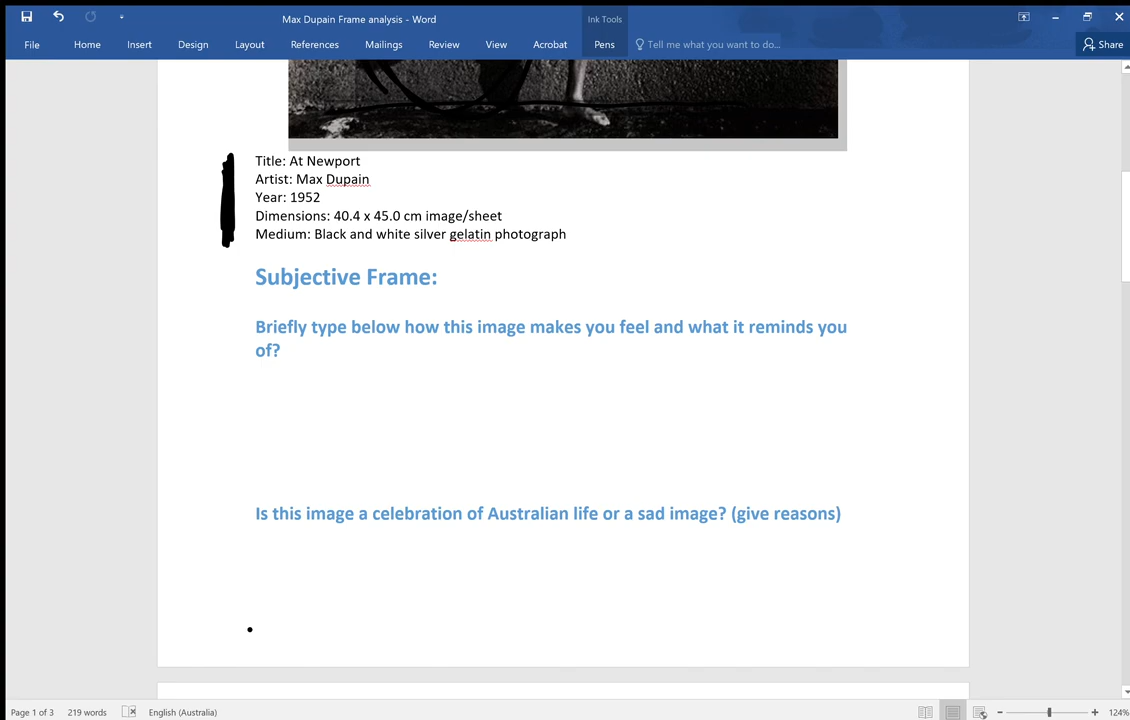 Max Dupain Frame analysis - Word
Ink Tools
File Home Insert Design Layout References Mailings Review View Acrobat Pens Tell me what you want to do... Share
Title: At Newport
Artist: Max Dupain
Year: 1952
Dimensions: 40.4 x 45.0 cm image/sheet
Medium: Black and white silver gelatin photograph
Subjective Frame:
Briefly type below how this image makes you feel and what it reminds you
of?
Is this image a celebration of Australian life or a sad image? (give reasons)
Page 1 of 3 219 words English (Australia) 124%